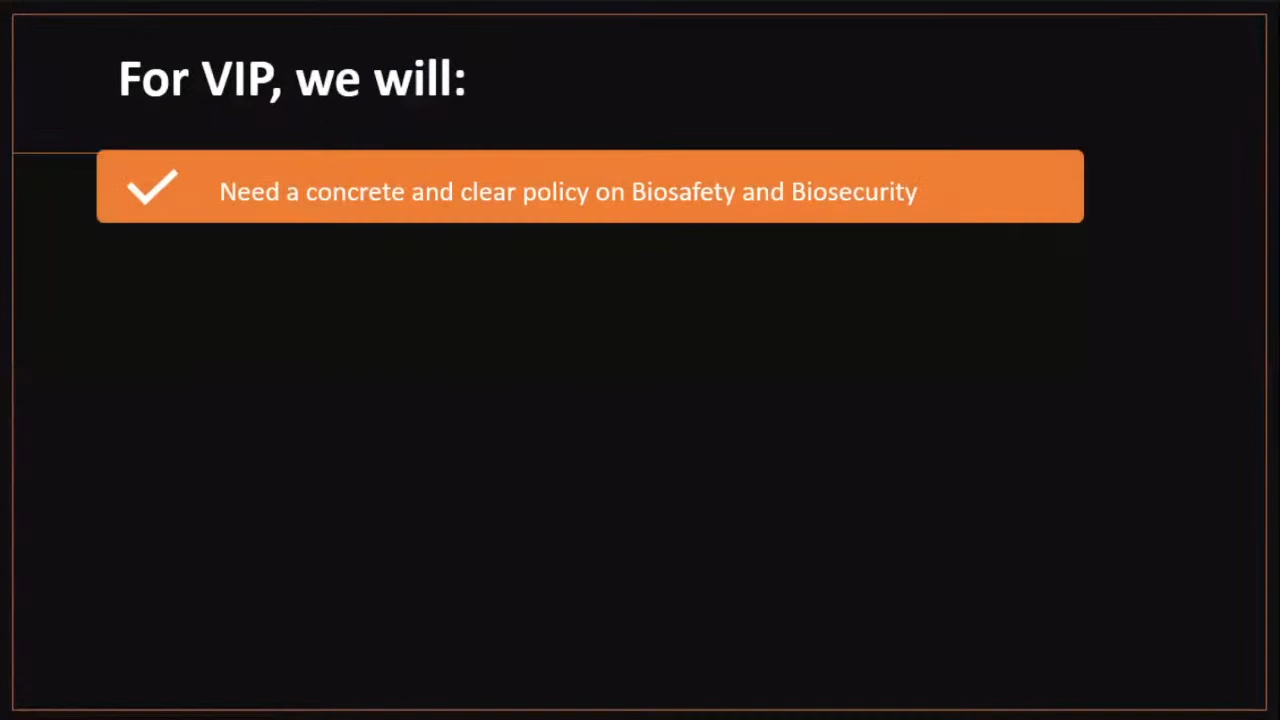 For VIP, we will:
Need a concrete and clear policy on Biosafety and Biosecurity